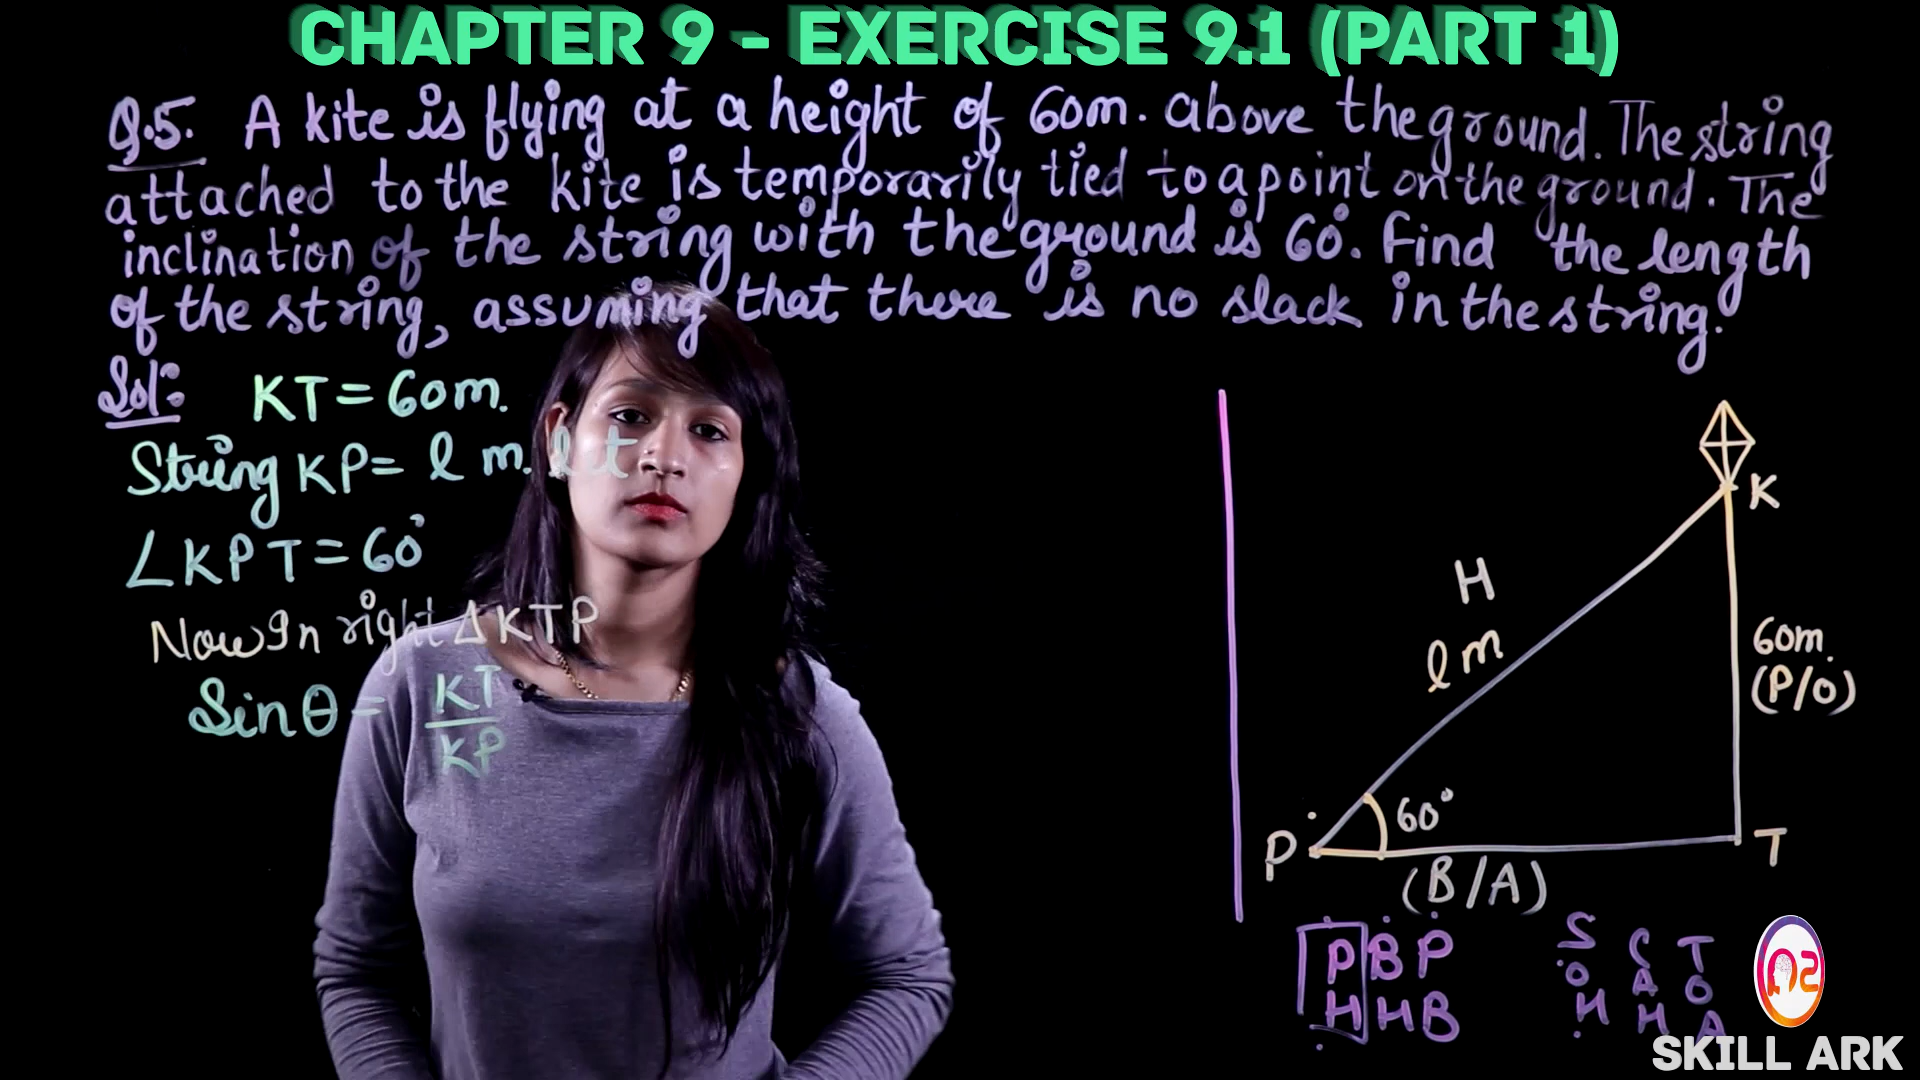 CHAPTER 9 - EXERCISE 9.1 (PART 1)
Q.5. A kite is flying at a height of 60m. above the ground. The string
attached to the kite is temporarily tied to a point on the ground. The
inclination of the string with the ground is 60°. Find the length
of the string, assuming that there is no slack in the string.
Sol:
KT = 60m.
String KP = l m. let
∠KPT = 60°
Now In right ΔKTP
Sinθ = KT
KP
K
H
l m
60m.
(P/O)
60°
P
T
(B/A)
P B P
H H B
S C T
O A O
H H A
SKILL ARK